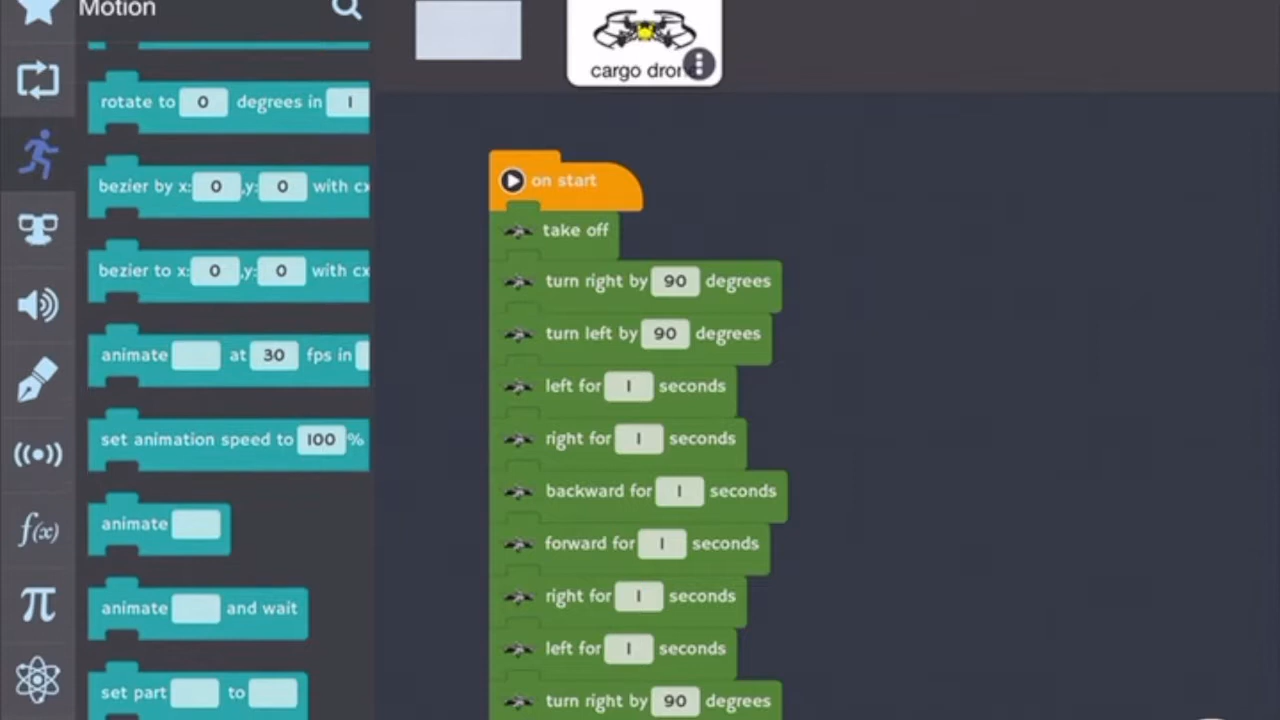 Motion
cargo dron
rotate to 0 degrees in 1
bezier by x: 0 ,y: 0 with cx
bezier to x: 0 ,y: 0 with cx
animate at 30 fps in
set animation speed to 100 %
animate
animate and wait
set part to
f(x)
π
on start
take off
turn right by 90 degrees
turn left by 90 degrees
left for 1 seconds
right for 1 seconds
backward for 1 seconds
forward for 1 seconds
right for 1 seconds
left for 1 seconds
turn right by 90 degrees